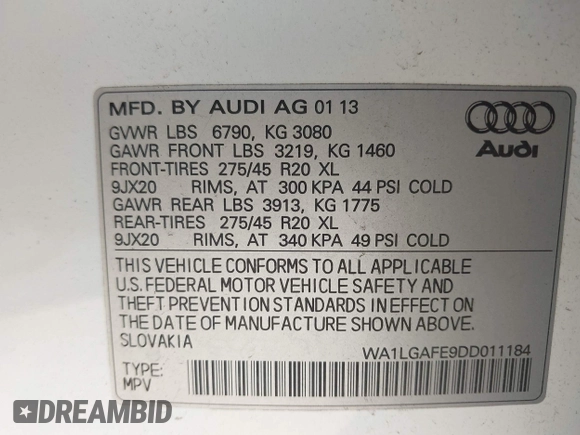 MFD. BY AUDI AG 01 13
GVWR LBS 6790, KG 3080
GAWR FRONT LBS 3219, KG 1460
FRONT-TIRES 275/45 R20 XL
9JX20 RIMS, AT 300 KPA 44 PSI COLD
GAWR REAR LBS 3913, KG 1775
REAR-TIRES 275/45 R20 XL
9JX20 RIMS, AT 340 KPA 49 PSI COLD
Audi
THIS VEHICLE CONFORMS TO ALL APPLICABLE
U.S. FEDERAL MOTOR VEHICLE SAFETY AND
THEFT PREVENTION STANDARDS IN EFFECT ON
THE DATE OF MANUFACTURE SHOWN ABOVE
SLOVAKIA
WA1LGAFE9DD011184
TYPE:
MPV
DREAMBID